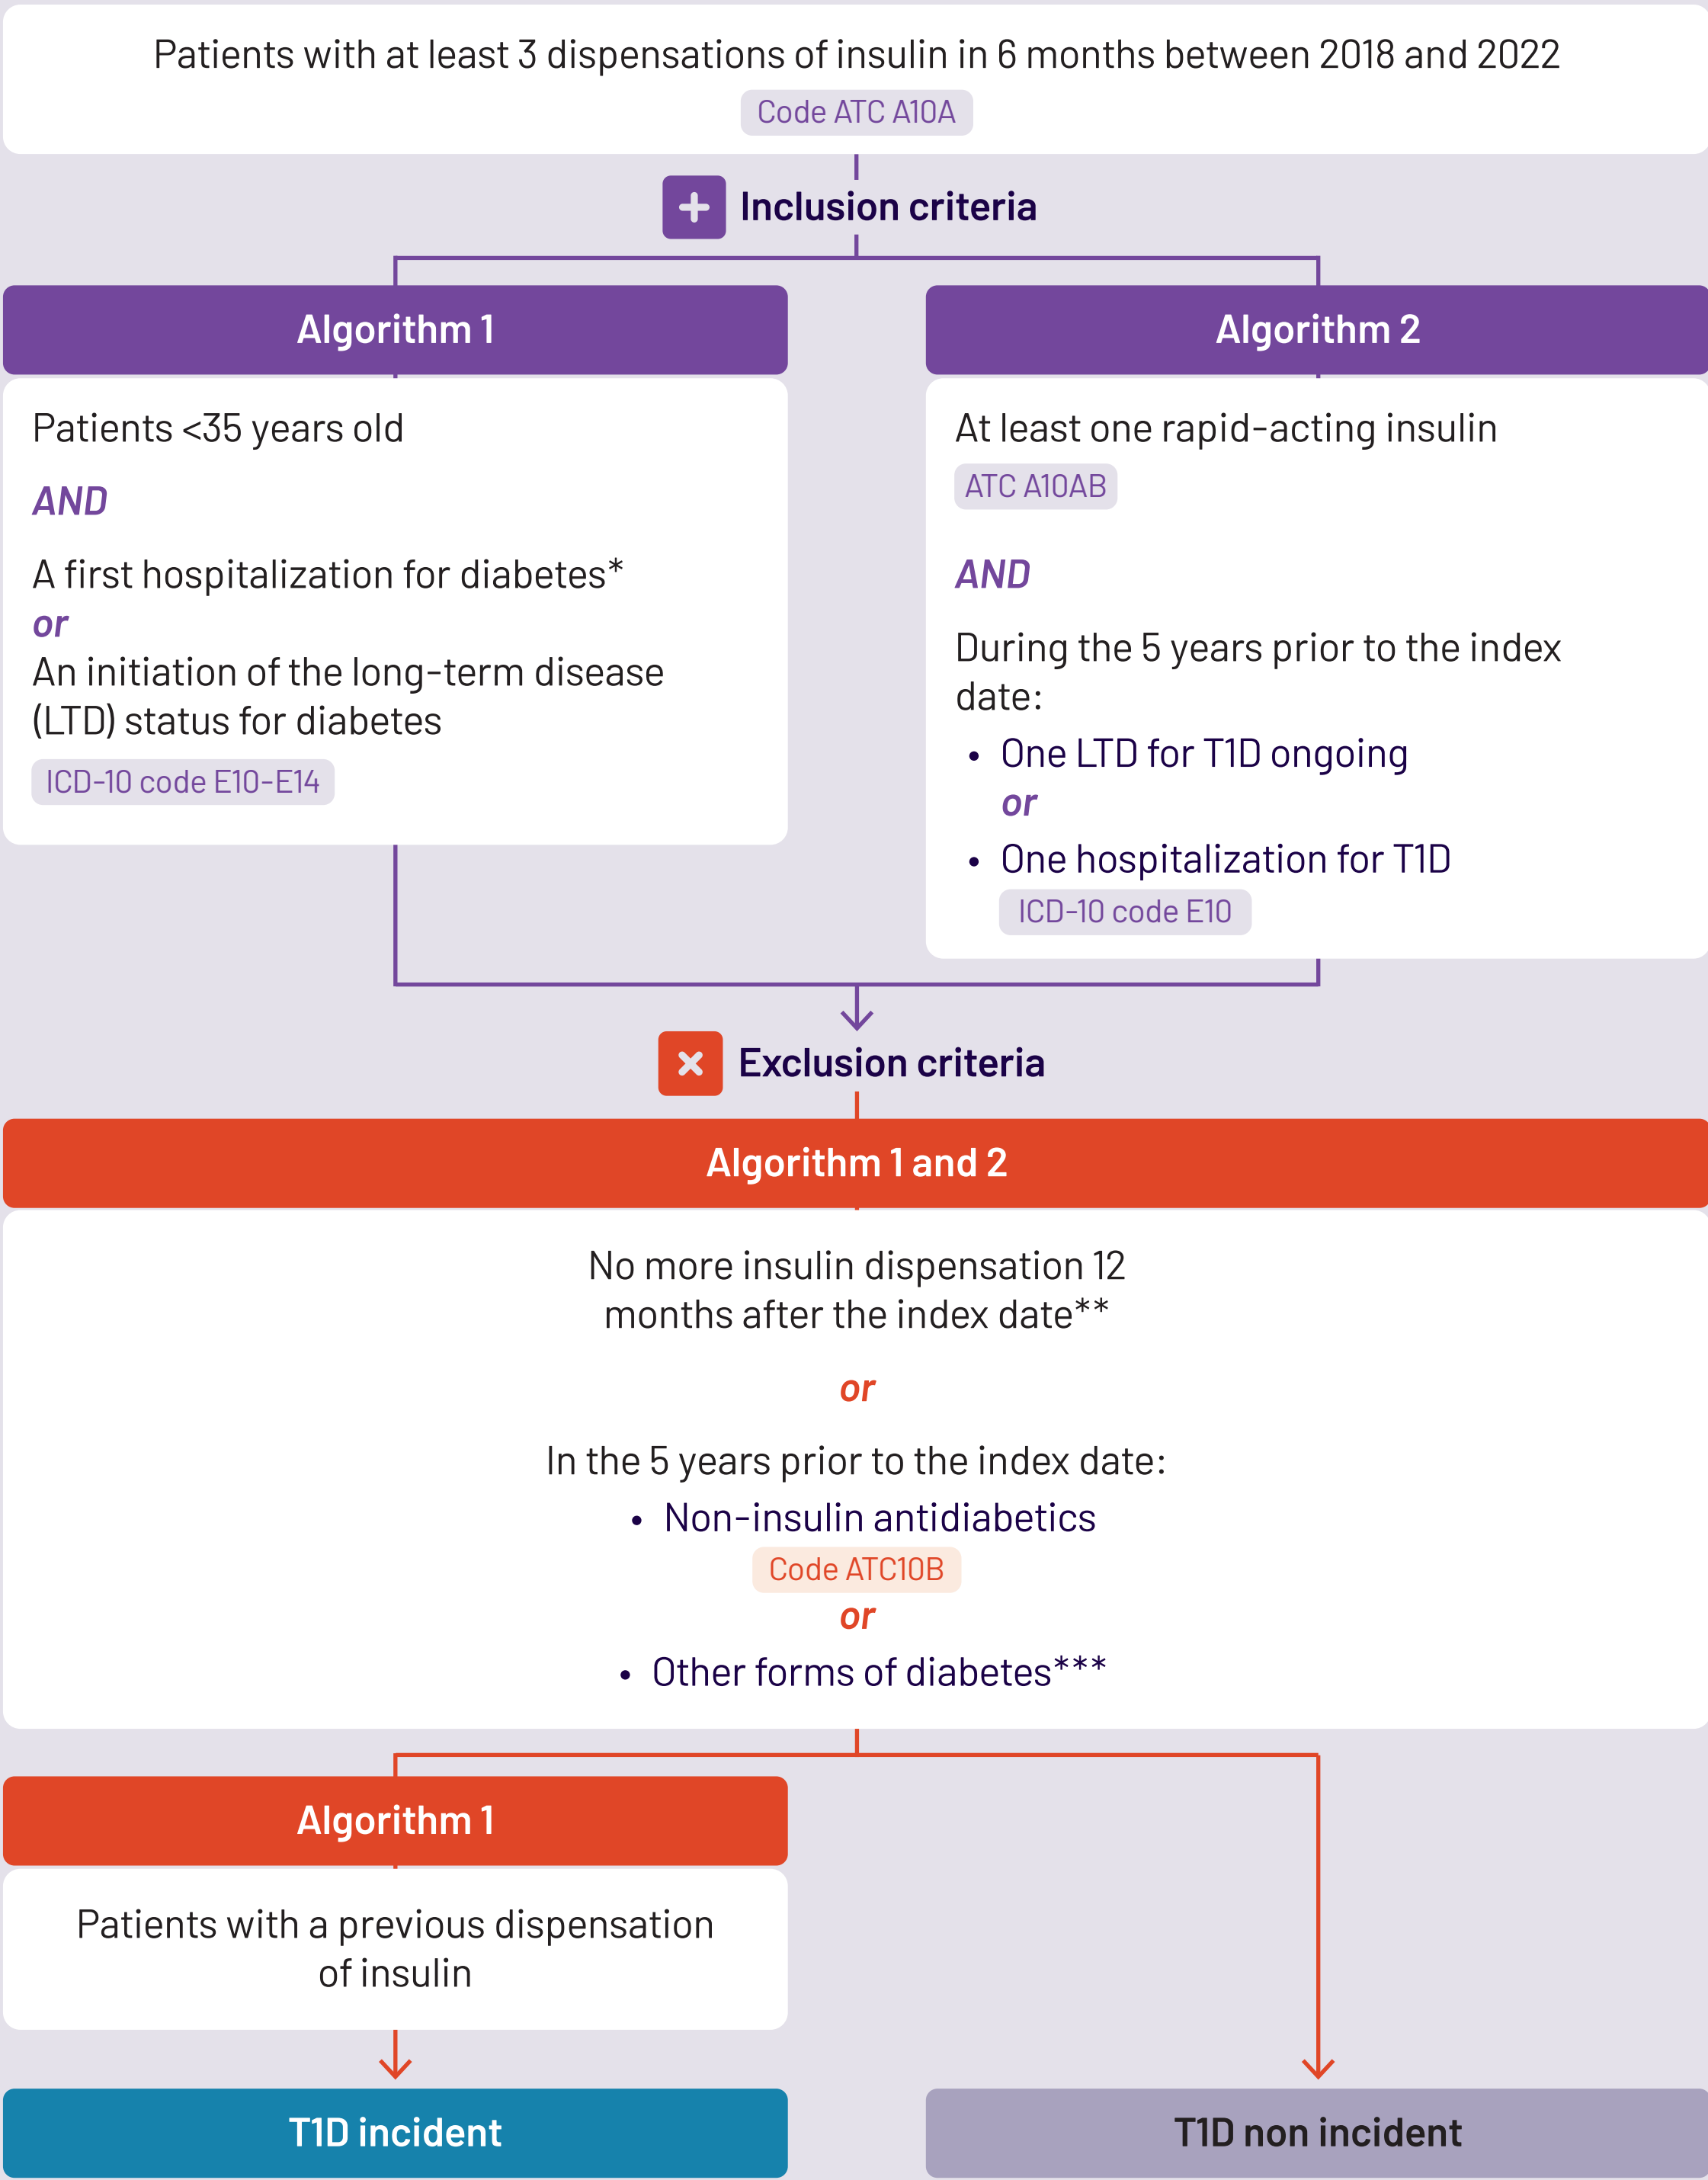 Patients with at least 3 dispensations of insulin in 6 months between 2018 and 2022
Code ATC A10A
Inclusion criteria
Algorithm 1
Patients <35 years old
AND
A first hospitalization for diabetes*
or
An initiation of the long-term disease
(LTD) status for diabetes
ICD-10 code E10-E14
Algorithm 2
At least one rapid-acting insulin
ATC A10AB
AND
During the 5 years prior to the index
date:
• One LTD for T1D ongoing
or
• One hospitalization for T1D
ICD-10 code E10
Exclusion criteria
Algorithm 1 and 2
No more insulin dispensation 12
months after the index date**
or
In the 5 years prior to the index date:
• Non-insulin antidiabetics
Code ATC10B
or
• Other forms of diabetes***
Algorithm 1
Patients with a previous dispensation
of insulin
T1D incident
T1D non incident